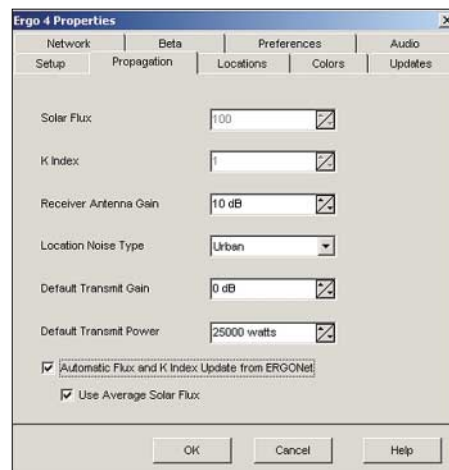 Ergo 4 Properties
Network Beta Preferences Audio
Setup Propagation Locations Colors Updates
Solar Flux 100
K Index 1
Receiver Antenna Gain 10 dB
Location Noise Type Urban
Default Transmit Gain 0 dB
Default Transmit Power 25000 watts
Automatic Flux and K Index Update from ERGONet
Use Average Solar Flux
OK Cancel Help